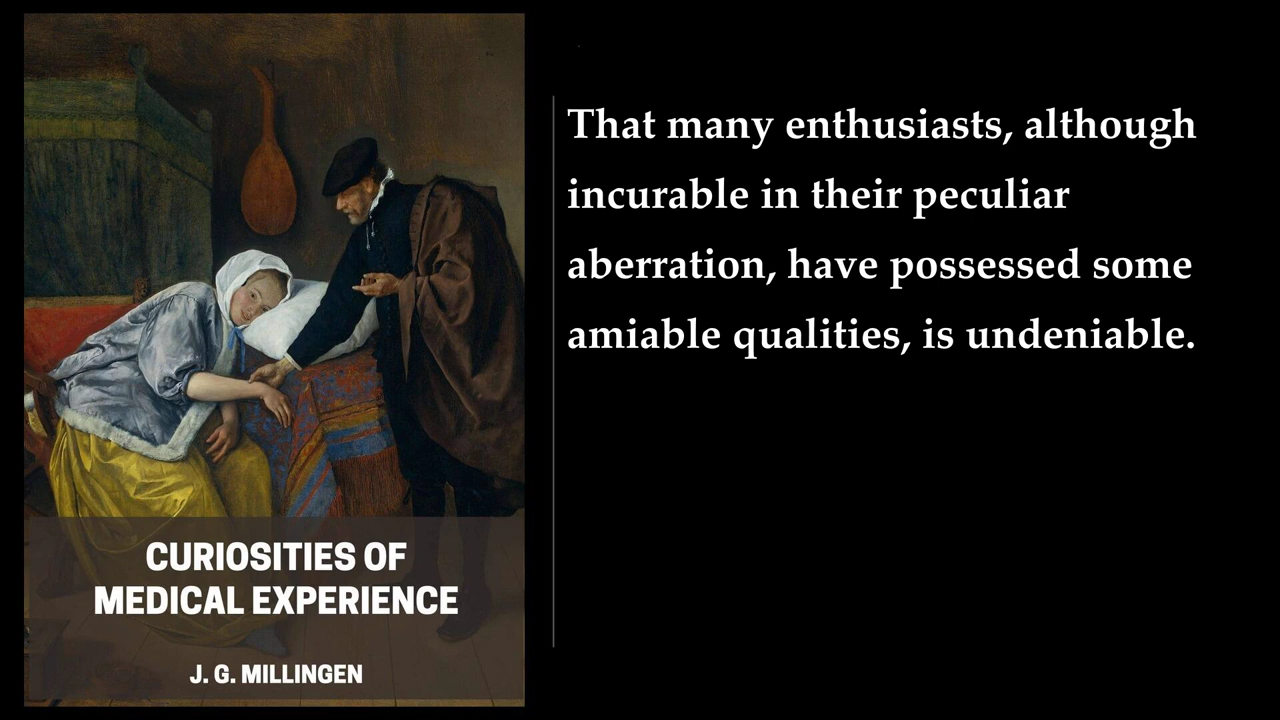 CURIOSITIES OF
MEDICAL EXPERIENCE
J. G. MILLINGEN
That many enthusiasts, although
incurable in their peculiar
aberration, have possessed some
amiable qualities, is undeniable.